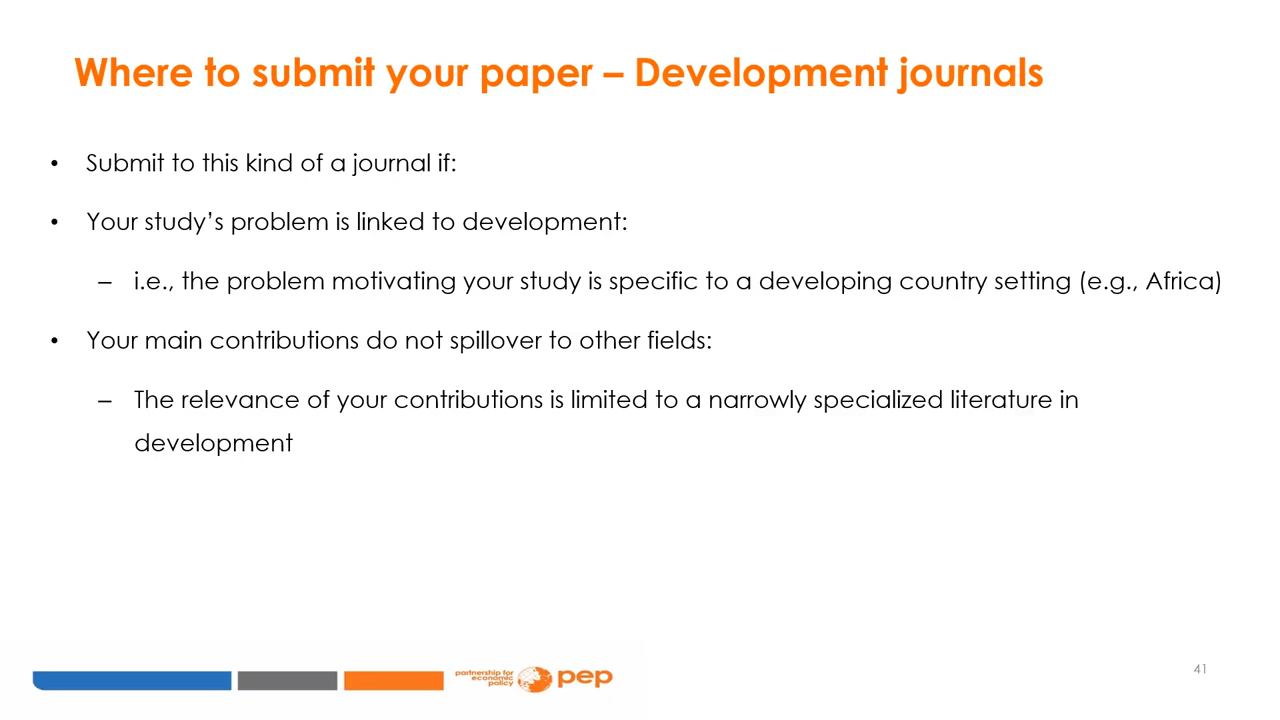 Where to submit your paper – Development journals
• Submit to this kind of a journal if:
• Your study’s problem is linked to development:
– i.e., the problem motivating your study is specific to a developing country setting (e.g., Africa)
• Your main contributions do not spillover to other fields:
– The relevance of your contributions is limited to a narrowly specialized literature in
development
partnership for
economic
policy
pep
41